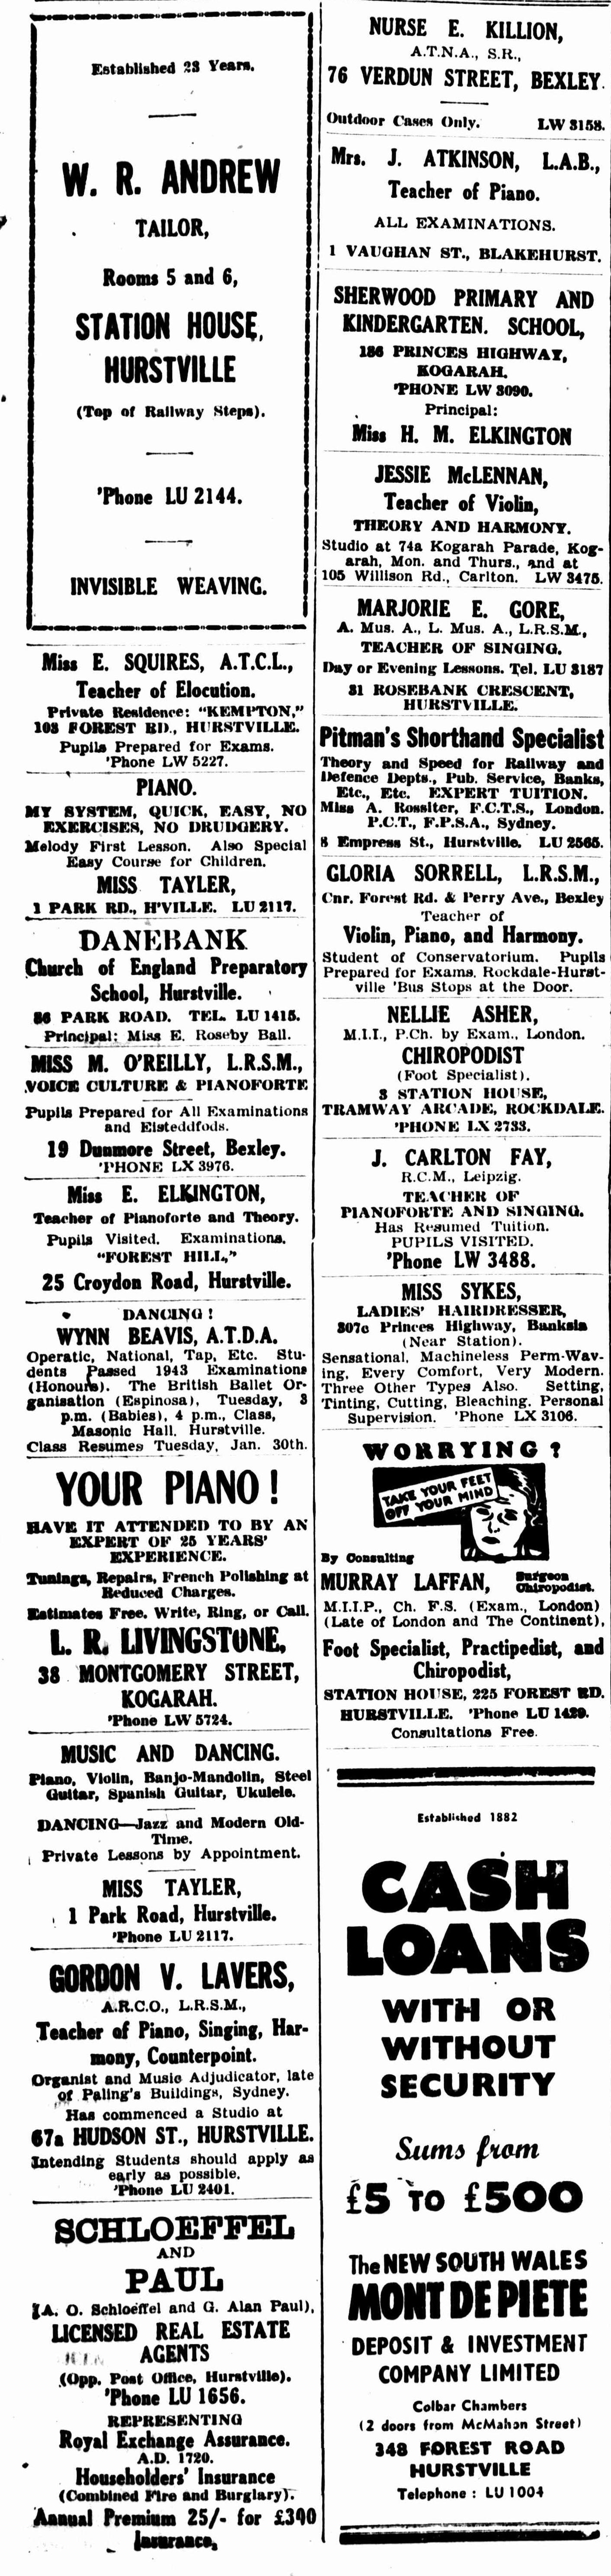 Established 23 Years.
W. R. ANDREW
TAILOR,
Rooms 5 and 6,
STATION HOUSE,
HURSTVILLE
(Top of Railway Steps).
'Phone LU 2144.
INVISIBLE WEAVING.
Miss E. SQUIRES, A.T.C.L.,
Teacher of Elocution.
Private Residence: "KEMPTON,"
103 FOREST RD., HURSTVILLE.
Pupils Prepared for Exams.
'Phone LW 5227.
PIANO.
MY SYSTEM, QUICK, EASY, NO
EXERCISES, NO DRUDGERY.
Melody First Lesson. Also Special
Easy Course for Children.
MISS TAYLER,
1 PARK RD., H'VILLE. LU 2117.
DANEBANK
Church of England Preparatory
School, Hurstville.
86 PARK ROAD. TEL. LU 1415.
Principal: Miss E. Roseby Ball.
MISS M. O'REILLY, L.R.S.M.,
VOICE CULTURE & PIANOFORTE
Pupils Prepared for All Examinations
and Eisteddfods.
19 Dunmore Street, Bexley.
'PHONE LX 3976.
Miss E. ELKINGTON,
Teacher of Pianoforte and Theory.
Pupils Visited. Examinations.
"FOREST HILL,"
25 Croydon Road, Hurstville.
DANCING!
WYNN BEAVIS, A.T.D.A.
Operatic, National, Tap, Etc. Stu-
dents Passed 1943 Examinations
(Honours). The British Ballet Or-
ganisation (Espinosa), Tuesday, 3
p.m. (Babies), 4 p.m., Class,
Masonic Hall, Hurstville.
Class Resumes Tuesday, Jan. 30th.
YOUR PIANO!
HAVE IT ATTENDED TO BY AN
EXPERT OF 25 YEARS'
EXPERIENCE.
Tunings, Repairs, French Polishing at
Reduced Charges.
Estimates Free. Write, Ring, or Call.
L. R. LIVINGSTONE,
38 MONTGOMERY STREET,
KOGARAH.
'Phone LW 5724.
MUSIC AND DANCING.
Piano, Violin, Banjo-Mandolin, Steel
Guitar, Spanish Guitar, Ukulele.
DANCING—Jazz and Modern Old-
Time.
Private Lessons by Appointment.
MISS TAYLER,
1 Park Road, Hurstville.
'Phone LU 2117.
GORDON V. LAVERS,
A.R.C.O., L.R.S.M.,
Teacher of Piano, Singing, Har-
mony, Counterpoint.
Organist and Music Adjudicator, late
of Paling's Buildings, Sydney.
Has commenced a Studio at
67a HUDSON ST., HURSTVILLE.
Intending Students should apply as
early as possible.
'Phone LU 2401.
SCHLOEFFEL
AND
PAUL
(A. O. Schloeffel and G. Alan Paul),
LICENSED REAL ESTATE
AGENTS
(Opp. Post Office, Hurstville).
'Phone LU 1656.
REPRESENTING
Royal Exchange Assurance.
A.D. 1720.
Householders' Insurance
(Combined Fire and Burglary).
Annual Premium 25/- for £300
Insurance,
NURSE E. KILLION,
A.T.N.A., S.R.,
76 VERDUN STREET, BEXLEY.
Outdoor Cases Only. LW 3158.
Mrs. J. ATKINSON, L.A.B.,
Teacher of Piano.
ALL EXAMINATIONS.
1 VAUGHAN ST., BLAKEHURST.
SHERWOOD PRIMARY AND
KINDERGARTEN. SCHOOL,
186 PRINCES HIGHWAY,
KOGARAH.
'PHONE LW 3090.
Principal:
Miss H. M. ELKINGTON
JESSIE McLENNAN,
Teacher of Violin,
THEORY AND HARMONY.
Studio at 74a Kogarah Parade, Kog-
arah, Mon. and Thurs., and at
105 Willison Rd., Carlton. LW 3475.
MARJORIE E. GORE,
A. Mus. A., L. Mus. A., L.R.S.M.,
TEACHER OF SINGING.
Day or Evening Lessons. Tel. LU 3187
31 ROSEBANK CRESCENT,
HURSTVILLE.
Pitman's Shorthand Specialist
Theory and Speed for Railway and
Defence Depts., Pub. Service, Banks,
Etc., Etc. EXPERT TUITION.
Miss A. Rossiter, F.C.T.S., London.
P.C.T., F.P.S.A., Sydney.
8 Empress St., Hurstville. LU 2565.
GLORIA SORRELL, L.R.S.M.,
Cnr. Forest Rd. & Perry Ave., Bexley
Teacher of
Violin, Piano, and Harmony.
Student of Conservatorium. Pupils
Prepared for Exams. Rockdale-Hurst-
ville 'Bus Stops at the Door.
NELLIE ASHER,
M.I.I., P.Ch. by Exam., London.
CHIROPODIST
(Foot Specialist).
3 STATION HOUSE,
TRAMWAY ARCADE, ROCKDALE.
'PHONE LX 2733.
J. CARLTON FAY,
R.C.M., Leipzig.
TEACHER OF
PIANOFORTE AND SINGING.
Has Resumed Tuition.
PUPILS VISITED.
'Phone LW 3488.
MISS SYKES,
LADIES' HAIRDRESSER,
307c Princes Highway, Banksia
(Near Station).
Sensational, Machineless Perm-Wav-
ing, Every Comfort, Very Modern.
Three Other Types Also. Setting,
Tinting, Cutting, Bleaching. Personal
Supervision. 'Phone LX 3106.
WORRYING?
TAKE YOUR FEET
OFF YOUR MIND
By Consulting
MURRAY LAFFAN, Surgeon Chiropodist.
M.I.I.P., Ch. F.S. (Exam., London)
(Late of London and The Continent),
Foot Specialist, Practipedist, and
Chiropodist,
STATION HOUSE, 225 FOREST RD.
HURSTVILLE. 'Phone LU 1429.
Consultations Free.
Established 1882
CASH
LOANS
WITH OR
WITHOUT
SECURITY
Sums from
£5 TO £500
The NEW SOUTH WALES
MONT DE PIETE
DEPOSIT & INVESTMENT
COMPANY LIMITED
Colbar Chambers
(2 doors from McMahon Street)
348 FOREST ROAD
HURSTVILLE
Telephone: LU 1004